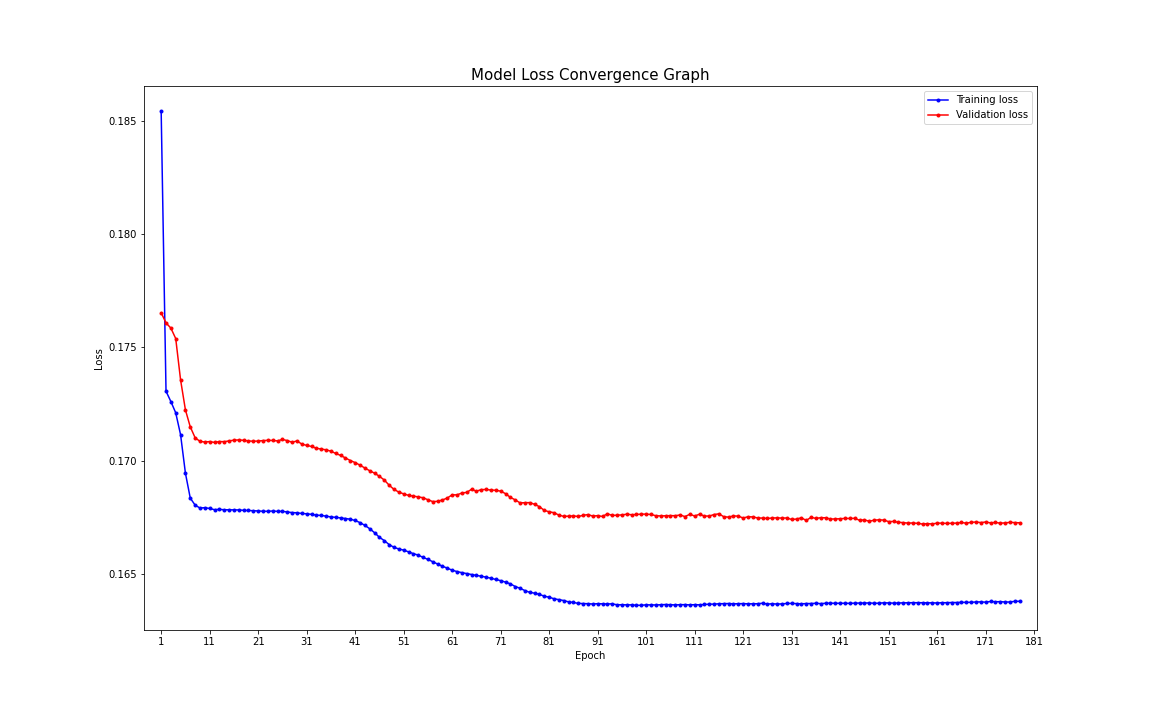 Model Loss Convergence Graph
Training loss
Validation loss
0.185
0.180
0.175
0.170
0.165
Loss
1 11 21 31 41 51 61 71 81 91 101 111 121 131 141 151 161 171 181
Epoch